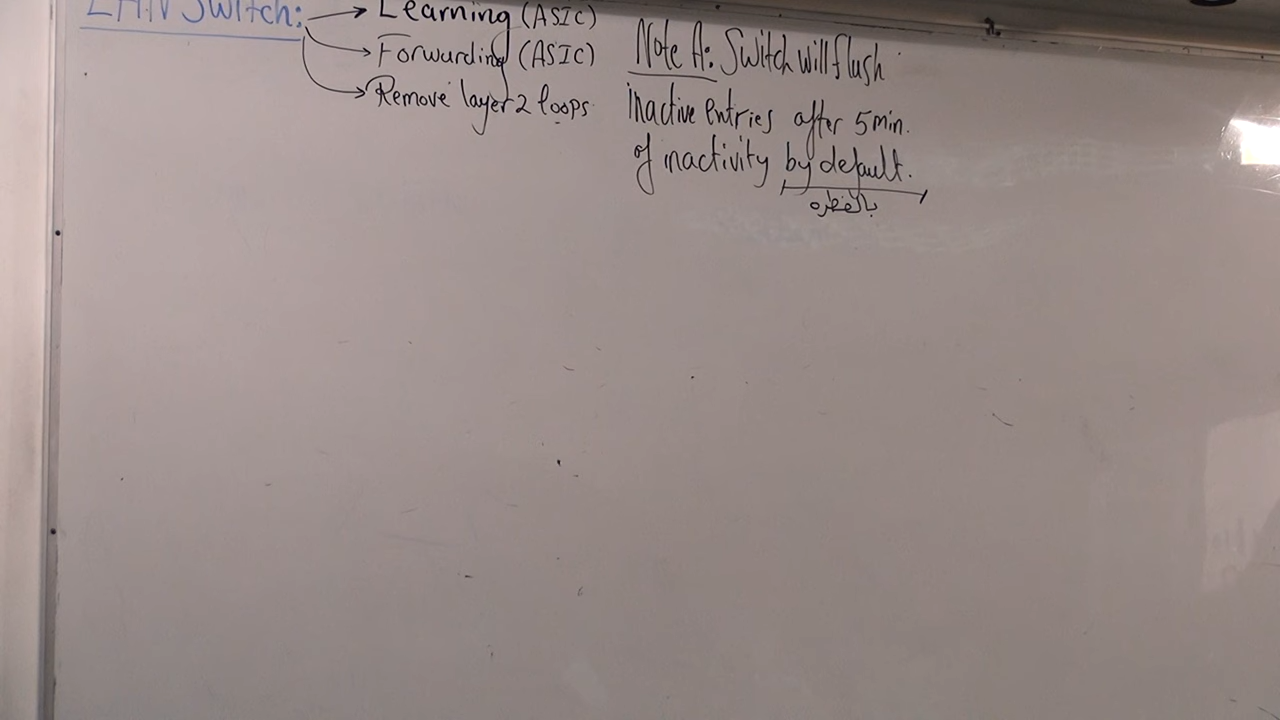 LAN Switch:
Learning (ASIC)
Forwarding (ASIC)
Remove layer 2 loops
Note A: Switch will flush
inactive entries after 5 min.
of inactivity by default.
بالفطره